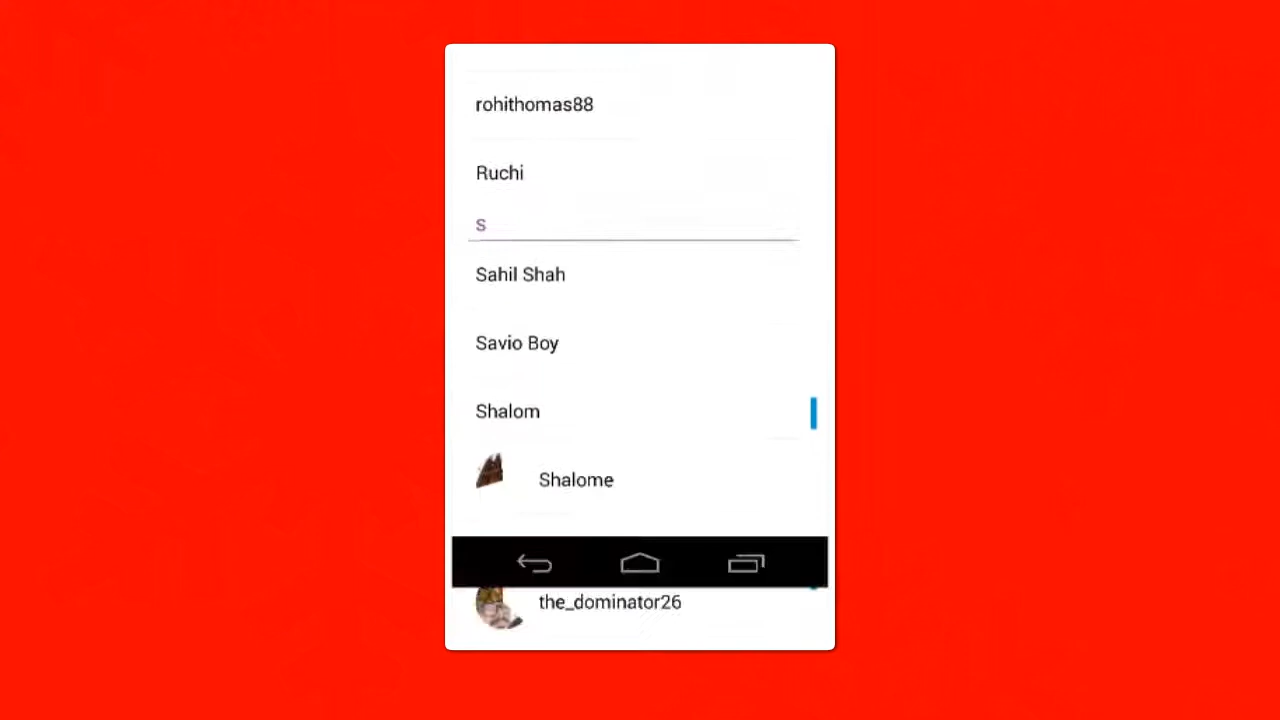 rohithomas88
Ruchi
S
Sahil Shah
Savio Boy
Shalom
Shalome
the_dominator26